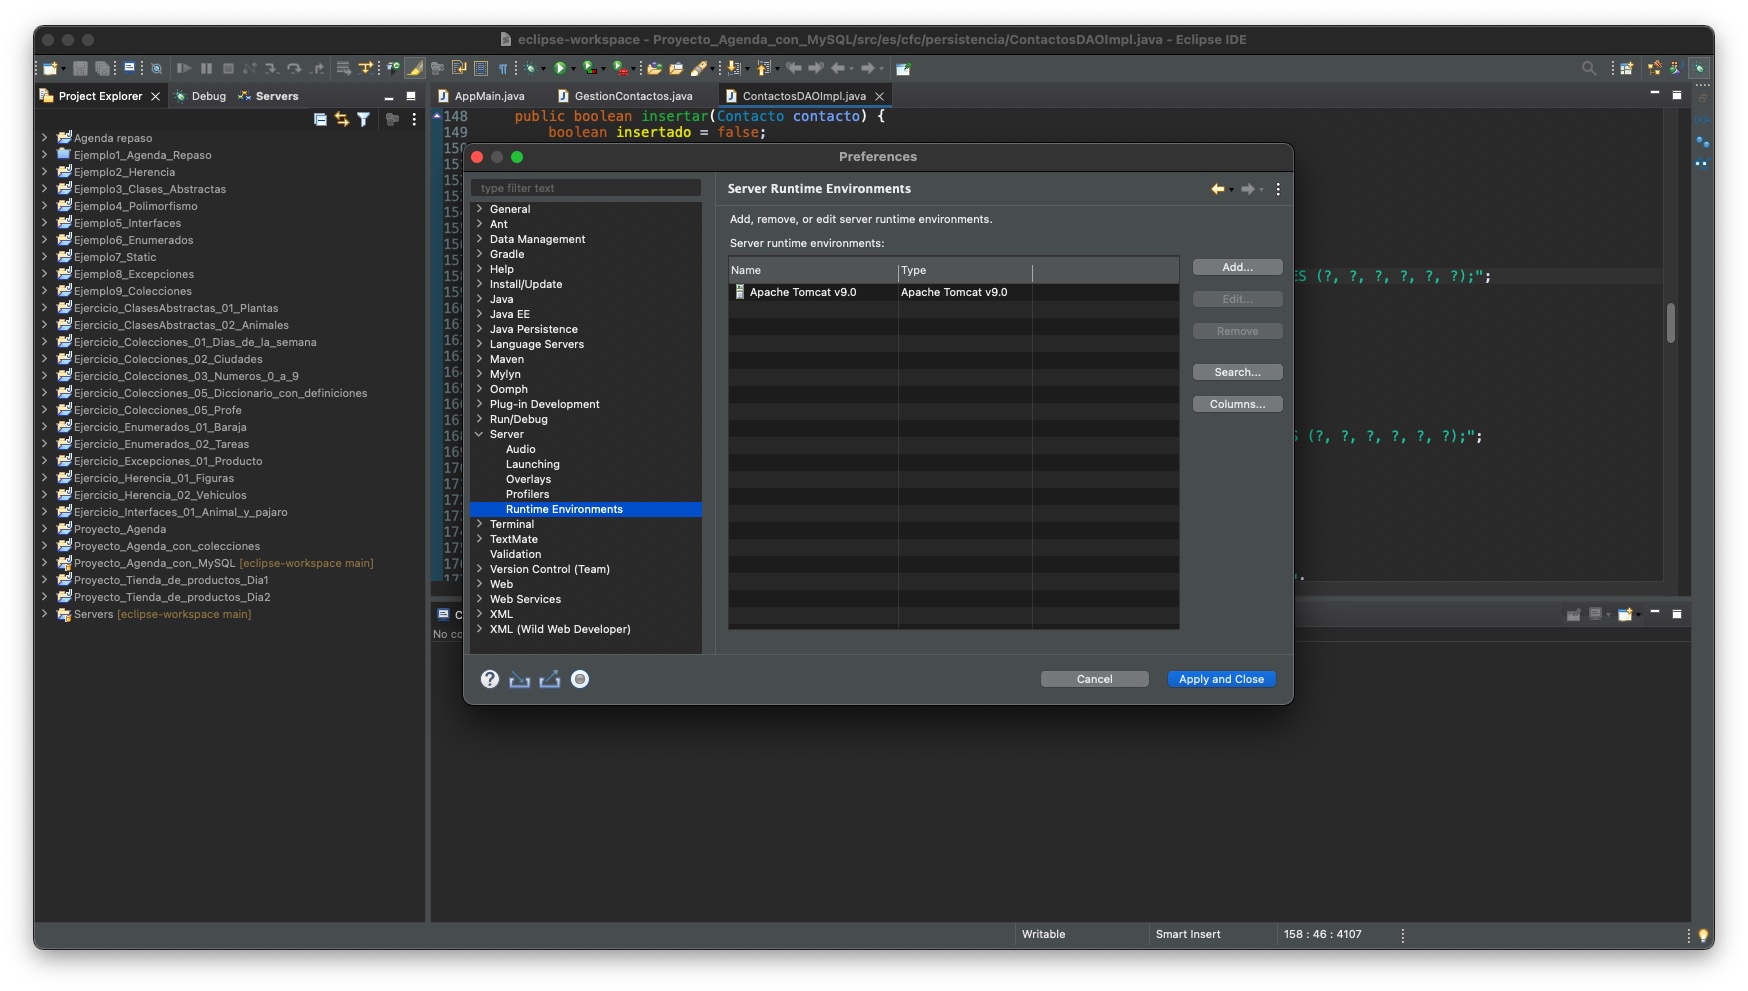 eclipse-workspace - Proyecto_Agenda_con_MySQL/src/es/cfc/persistencia/ContactosDAOImpl.java - Eclipse IDE
Project Explorer
Debug
Servers
AppMain.java
GestionContactos.java
ContactosDAOImpl.java
Agenda repaso
Ejemplo1_Agenda_Repaso
Ejemplo2_Herencia
Ejemplo3_Clases_Abstractas
Ejemplo4_Polimorfismo
Ejemplo5_Interfaces
Ejemplo6_Enumerados
Ejemplo7_Static
Ejemplo8_Excepciones
Ejemplo9_Colecciones
Ejercicio_ClasesAbstractas_01_Plantas
Ejercicio_ClasesAbstractas_02_Animales
Ejercicio_Colecciones_01_Dias_de_la_semana
Ejercicio_Colecciones_02_Ciudades
Ejercicio_Colecciones_03_Numeros_0_a_9
Ejercicio_Colecciones_05_Diccionario_con_definiciones
Ejercicio_Colecciones_05_Profe
Ejercicio_Enumerados_01_Baraja
Ejercicio_Enumerados_02_Tareas
Ejercicio_Excepciones_01_Producto
Ejercicio_Herencia_01_Figuras
Ejercicio_Herencia_02_Vehiculos
Ejercicio_Interfaces_01_Animal_y_pajaro
Proyecto_Agenda
Proyecto_Agenda_con_colecciones
Proyecto_Agenda_con_MySQL [eclipse-workspace main]
Proyecto_Tienda_de_productos_Dia1
Proyecto_Tienda_de_productos_Dia2
Servers [eclipse-workspace main]
148 public boolean insertar(Contacto contacto) {
149 boolean insertado = false;
ES (?, ?, ?, ?, ?, ?);";
(?, ?, ?, ?, ?, ?);";
Preferences
type filter text
General
Ant
Data Management
Gradle
Help
Install/Update
Java
Java EE
Java Persistence
Language Servers
Maven
Mylyn
Oomph
Plug-in Development
Run/Debug
Server
Audio
Launching
Overlays
Profilers
Runtime Environments
Terminal
TextMate
Validation
Version Control (Team)
Web
Web Services
XML
XML (Wild Web Developer)
Server Runtime Environments
Add, remove, or edit server runtime environments.
Server runtime environments:
Name Type
Apache Tomcat v9.0 Apache Tomcat v9.0
Add...
Edit...
Remove
Search...
Columns...
Cancel
Apply and Close
No co
Writable
Smart Insert
158 : 46 : 4107